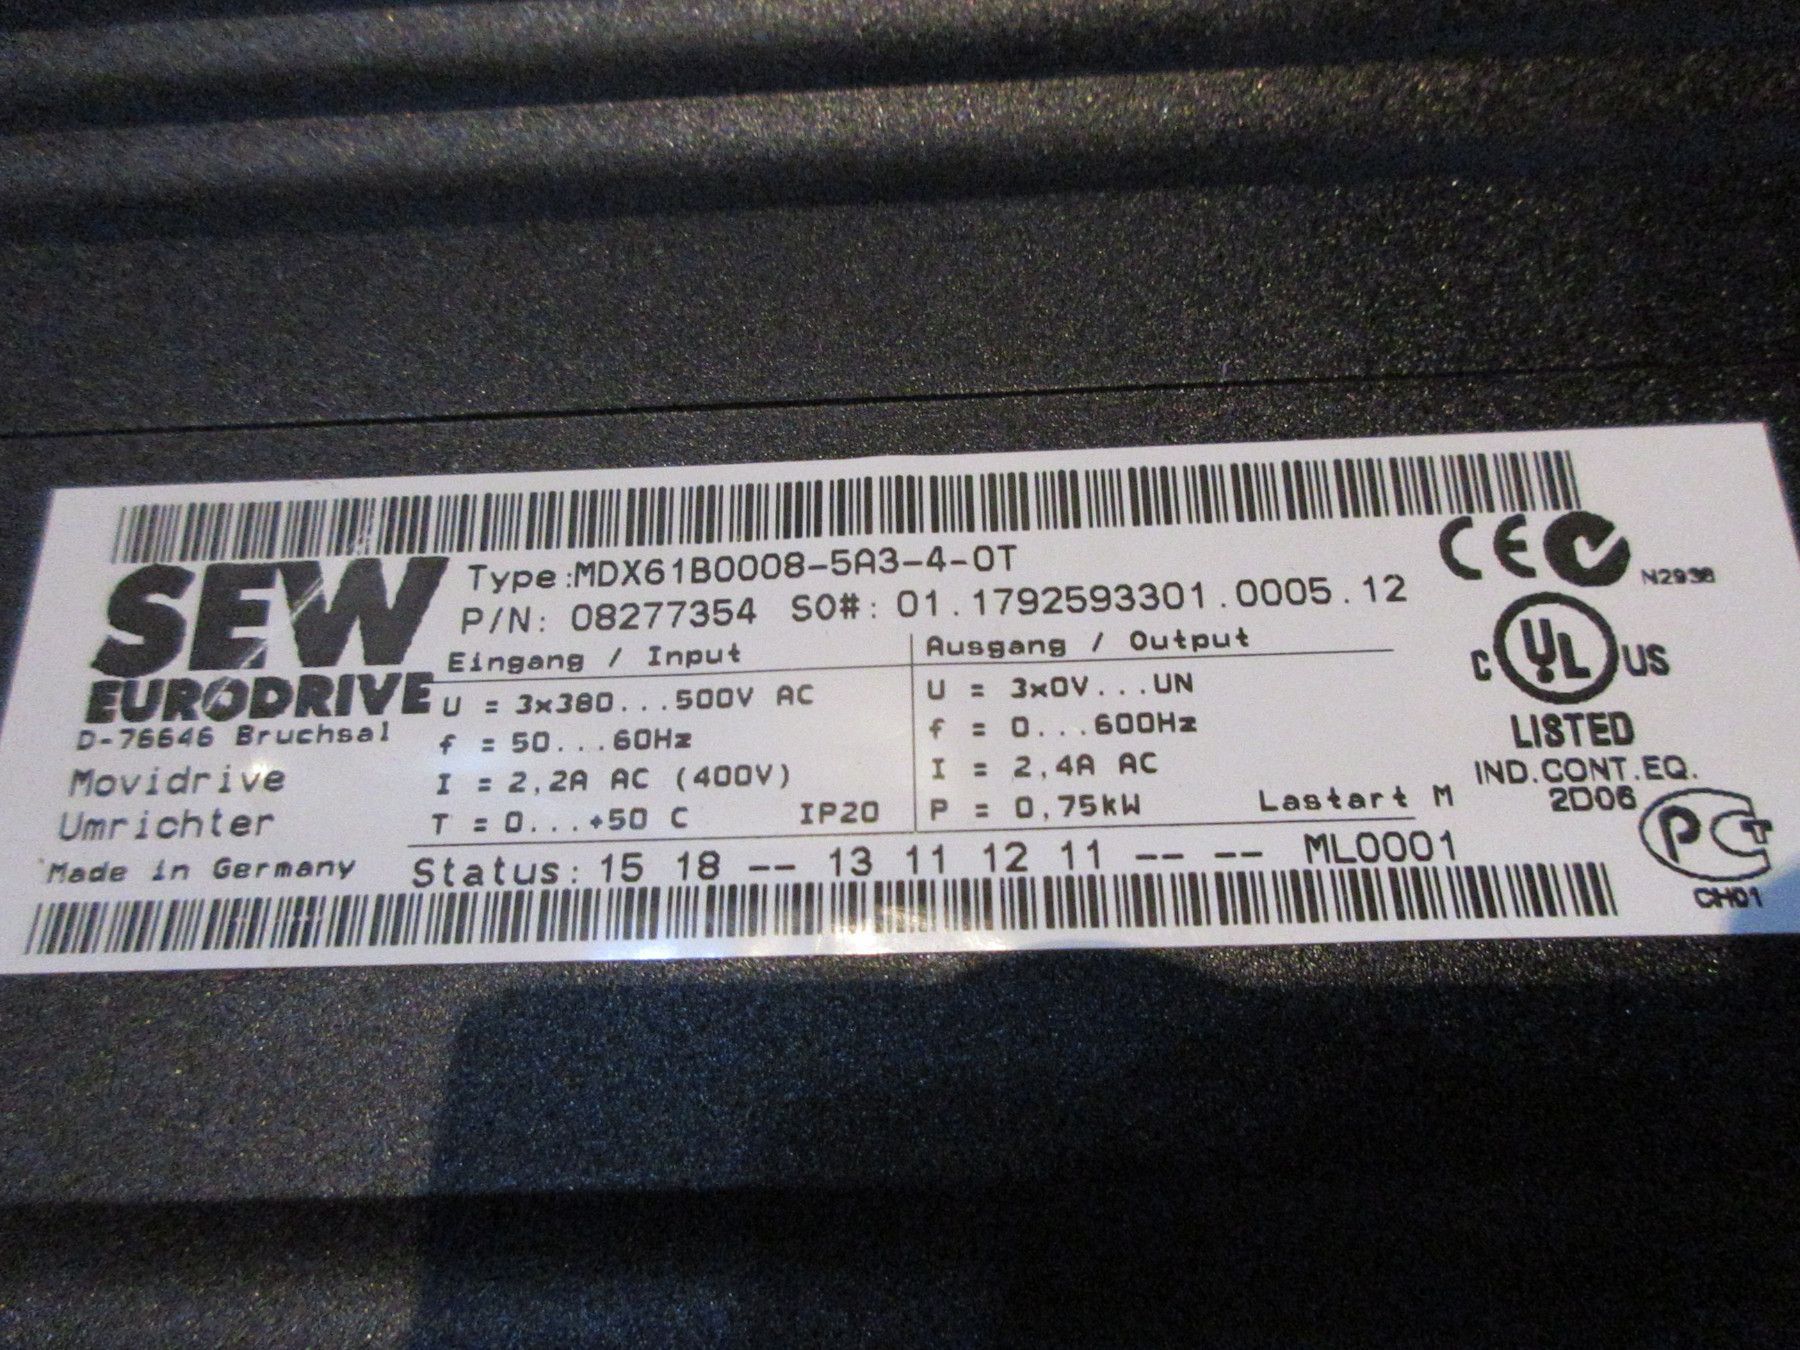 SEW
EURODRIVE
D-76646 Bruchsal
Movidrive
Umrichter
Made in Germany
Type:MDX61B0008-5A3-4-0T
P/N: 08277354 SO#: 01.1792593301.0005.12
Eingang / Input
U = 3x380...500V AC
f = 50...60Hz
I = 2,2A AC (400V)
T = 0...+50 C IP20
Ausgang / Output
U = 3x0V...UN
f = 0...600Hz
I = 2,4A AC
P = 0,75kW Lastart M
Status: 15 18 -- 13 11 12 11 -- -- ML0001
CE
N2938
C UL US
LISTED
IND.CONT.EQ.
2D06
PCT
CH01